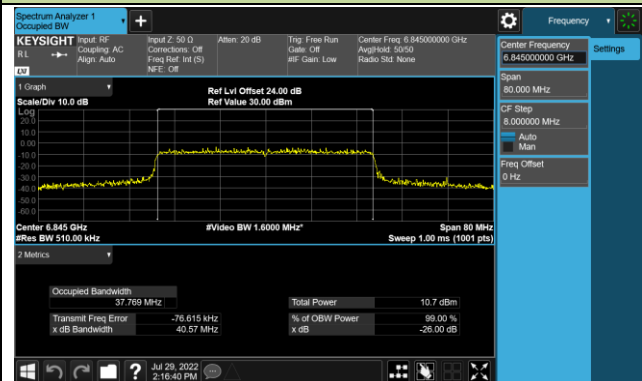 Spectrum Analyzer 1
Occupied BW
Frequency
KEYSIGHT
RL
LXI
Input: RF
Coupling: AC
Align: Auto
Input Z: 50 Ω
Corrections: Off
Freq Ref: Int (S)
NFE: Off
Atten: 20 dB
Trig: Free Run
Gate: Off
#IF Gain: Low
Center Freq: 6.845000000 GHz
Avg|Hold: 50/50
Radio Std: None
Center Frequency
6.845000000 GHz
Settings
Span
80.000 MHz
CF Step
8.000000 MHz
Auto
Man
Freq Offset
0 Hz
1 Graph
Scale/Div 10.0 dB
Ref Lvl Offset 24.00 dB
Ref Value 30.00 dBm
Log
20.0
10.0
0.00
-10.0
-20.0
-30.0
-40.0
-50.0
-60.0
Center 6.845 GHz
#Res BW 510.00 kHz
#Video BW 1.6000 MHz*
Span 80 MHz
Sweep 1.00 ms (1001 pts)
2 Metrics
Occupied Bandwidth
37.769 MHz
Total Power
10.7 dBm
Transmit Freq Error
-76.615 kHz
% of OBW Power
99.00 %
x dB Bandwidth
40.57 MHz
x dB
-26.00 dB
?
Jul 29, 2022
2:16:40 PM